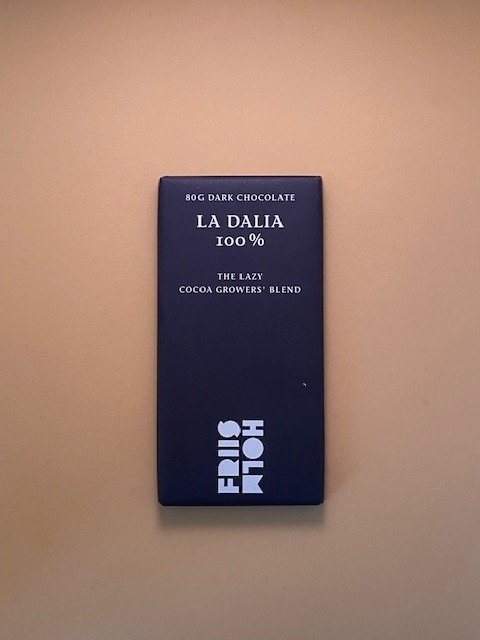 80G DARK CHOCOLATE
LA DALIA
100%
THE LAZY
COCOA GROWERS' BLEND
FRIIS
HOLM